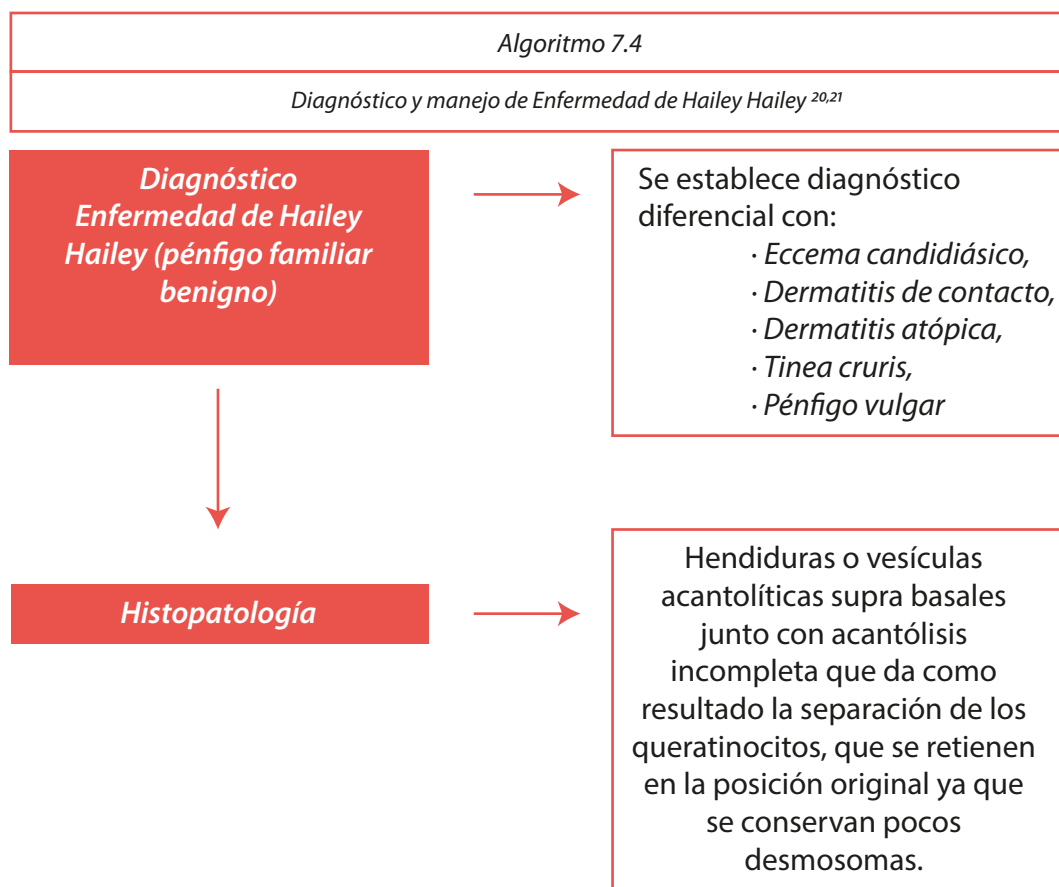 Algoritmo 7.4
Diagnóstico y manejo de Enfermedad de Hailey Hailey 20,21
Diagnóstico
Enfermedad de Hailey
Hailey (pénfigo familiar
benigno)
Se establece diagnóstico
diferencial con:
· Eccema candidiásico,
· Dermatitis de contacto,
· Dermatitis atópica,
· Tinea cruris,
· Pénfigo vulgar
Histopatología
Hendiduras o vesículas
acantolíticas supra basales
junto con acantólisis
incompleta que da como
resultado la separación de los
queratinocitos, que se retienen
en la posición original ya que
se conservan pocos
desmosomas.